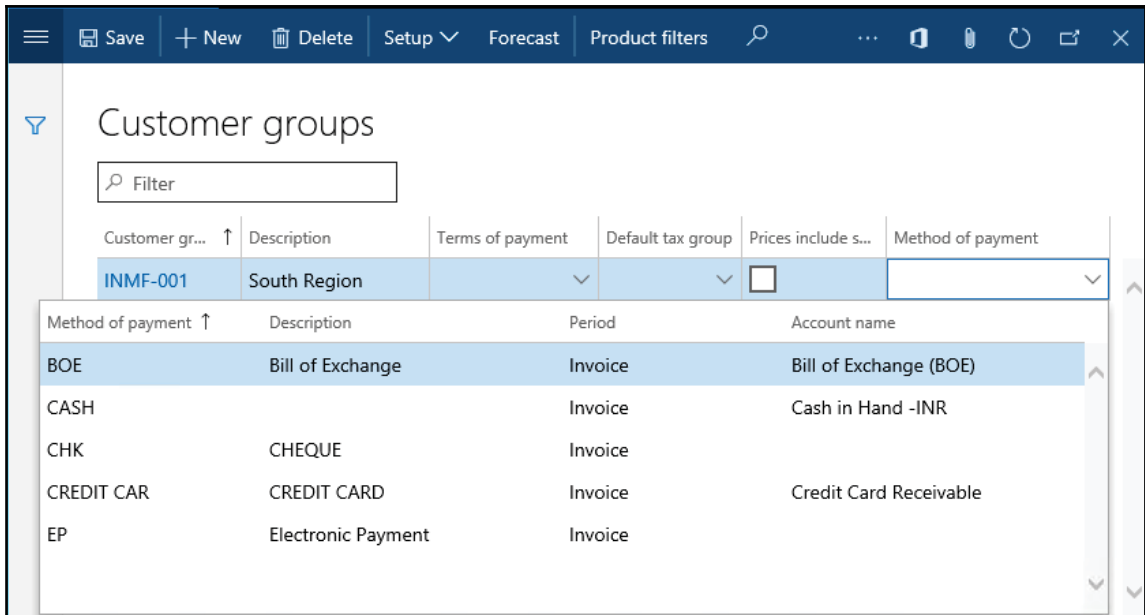 Save New Delete Setup Forecast Product filters ...
Customer groups
Filter
Customer gr... ↑ Description Terms of payment Default tax group Prices include s... Method of payment
INMF-001 South Region
Method of payment ↑ Description Period Account name
BOE Bill of Exchange Invoice Bill of Exchange (BOE)
CASH Invoice Cash in Hand -INR
CHK CHEQUE Invoice
CREDIT CAR CREDIT CARD Invoice Credit Card Receivable
EP Electronic Payment Invoice